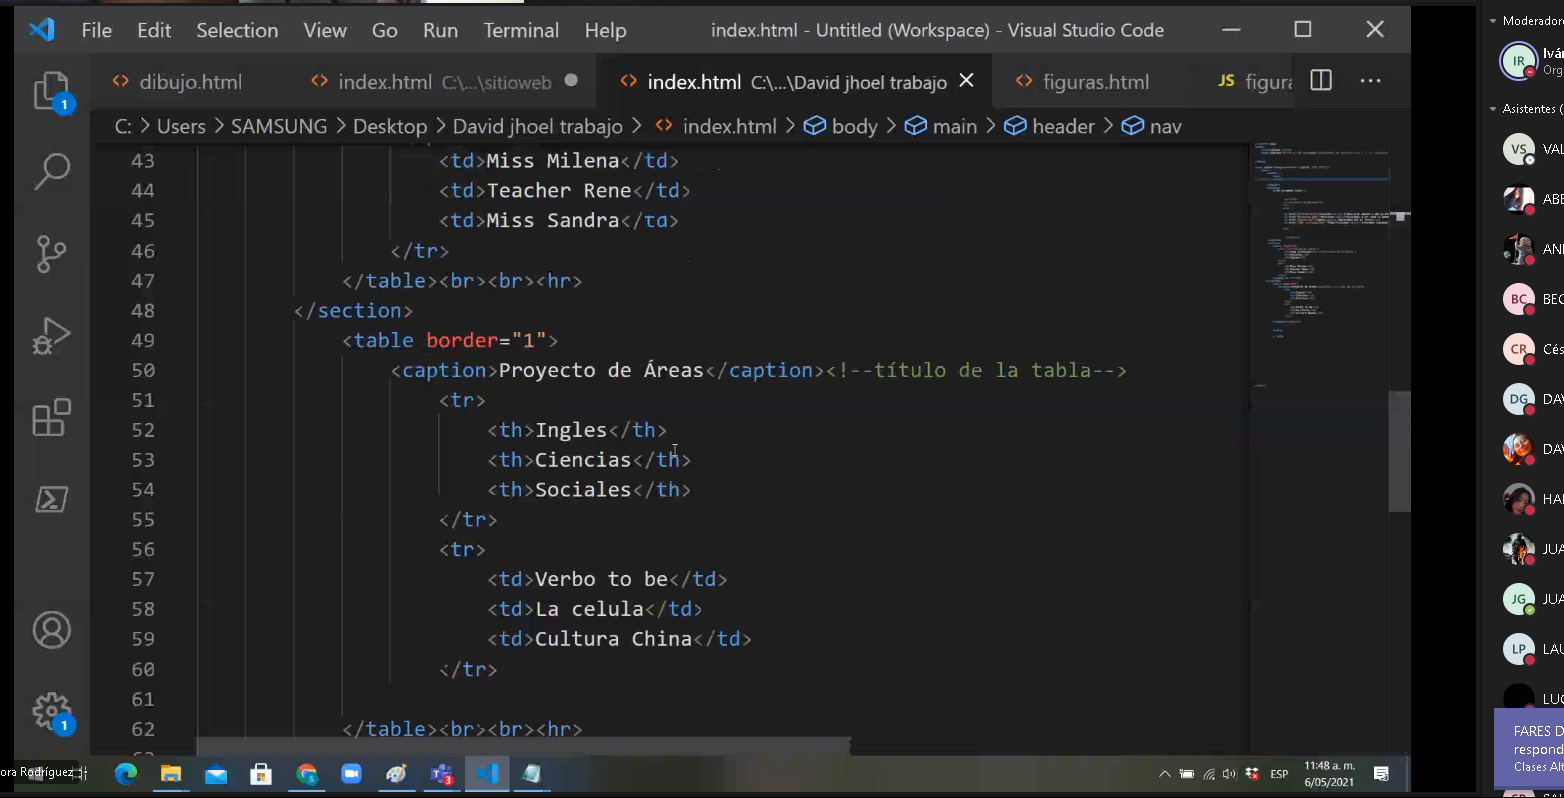 File Edit Selection View Go Run Terminal Help index.html - Untitled (Workspace) - Visual Studio Code
dibujo.html index.html C:\...\sitioweb index.html C:\...\David jhoel trabajo figuras.html JS figura
C: > Users > SAMSUNG > Desktop > David jhoel trabajo > index.html > body > main > header > nav
43 <td>Miss Milena</td>
44 <td>Teacher Rene</td>
45 <td>Miss Sandra</td>
46 </tr>
47 </table><br><br><hr>
48 </section>
49 <table border="1">
50 <caption>Proyecto de Áreas</caption><!--título de la tabla-->
51 <tr>
52 <th>Ingles</th>
53 <th>Ciencias</th>
54 <th>Sociales</th>
55 </tr>
56 <tr>
57 <td>Verbo to be</td>
58 <td>La celula</td>
59 <td>Cultura China</td>
60 </tr>
61
62 </table><br><br><hr>
1
1
ora Rodríguez
3
ESP
11:48 a. m.
6/05/2021
Moderador
IR Iván
Org
Asistentes (
VS VAL
ABE
AN
BC BEC
CR Cés
DG DAV
DAV
HA
JUA
JG JUA
LP LAU
LUC
FARES D
respond
Clases Alt